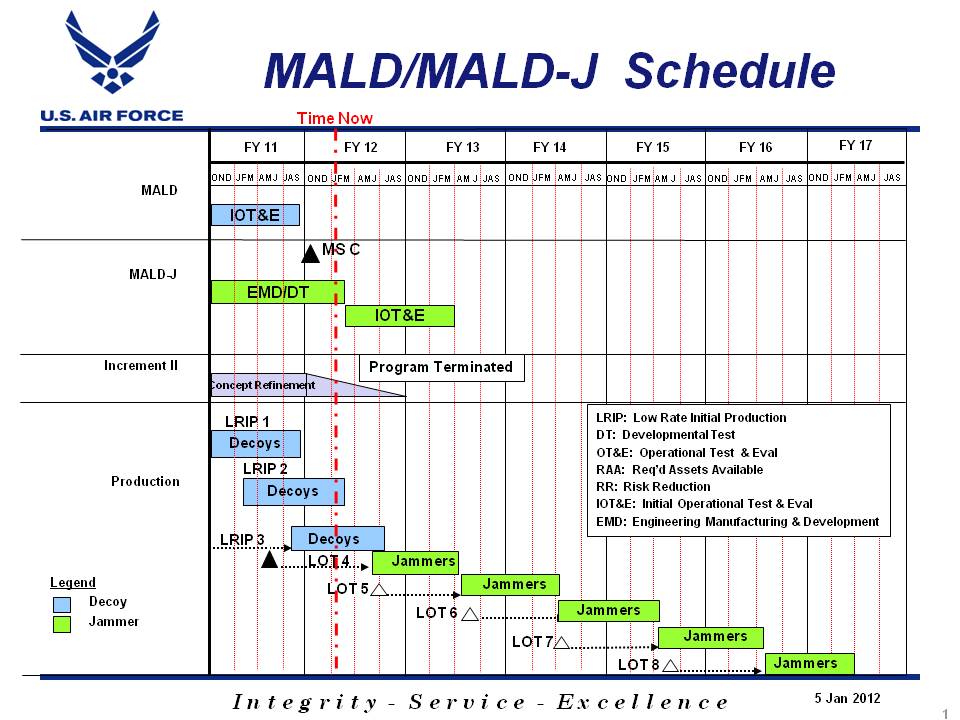 MALD/MALD-J Schedule
U.S. AIR FORCE
Time Now
FY 11 FY 12 FY 13 FY 14 FY 15 FY 16 FY 17
OND JFM AMJ JAS OND JFM AMJ JAS OND JFM AMJ JAS OND JFM AMJ JAS OND JFM AMJ JAS OND JFM AMJ JAS OND JFM AMJ JAS
MALD
IOT&E
MS C
MALD-J
EMD/DT
IOT&E
Increment II
Program Terminated
Concept Refinement
LRIP 1
Decoys
LRIP 2
Decoys
Production
LRIP 3
Decoys
LOT 4
Jammers
LOT 5
Jammers
LOT 6
Jammers
LOT 7
Jammers
LOT 8
Jammers
LRIP: Low Rate Initial Production
DT: Developmental Test
OT&E: Operational Test & Eval
RAA: Req'd Assets Available
RR: Risk Reduction
IOT&E: Initial Operational Test & Eval
EMD: Engineering Manufacturing & Development
Legend
Decoy
Jammer
Integrity - Service - Excellence
5 Jan 2012
1